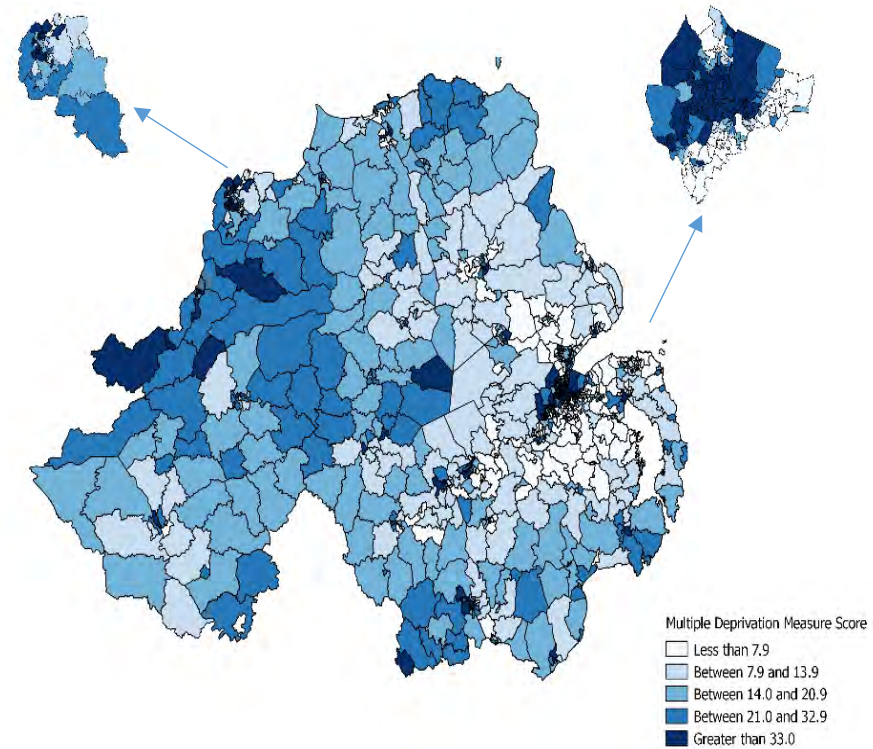 Multiple Deprivation Measure Score
Less than 7.9
Between 7.9 and 13.9
Between 14.0 and 20.9
Between 21.0 and 32.9
Greater than 33.0